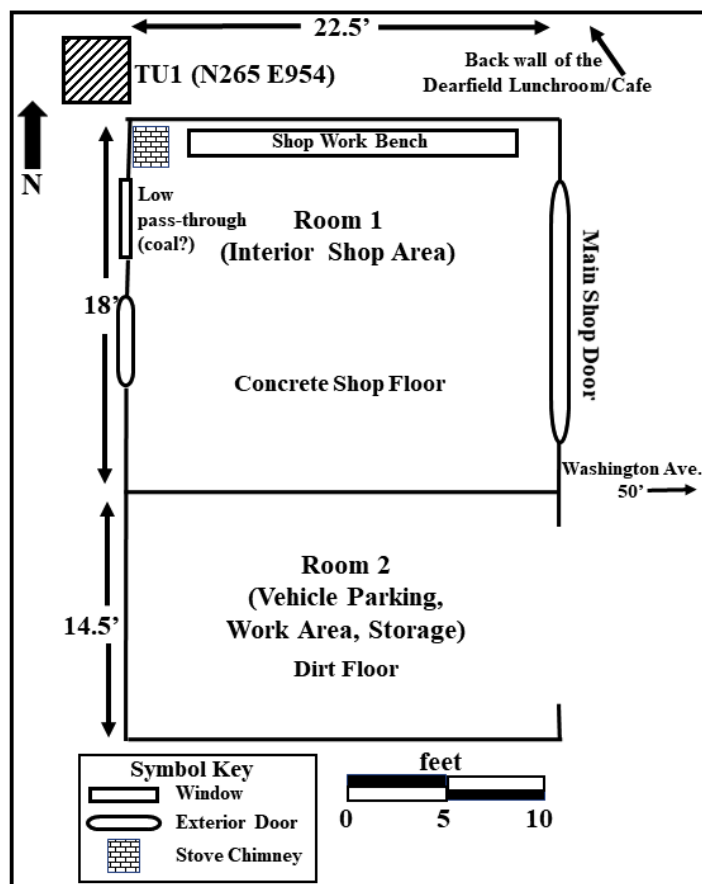 22.5’
TU1 (N265 E954)
Back wall of the
Dearfield Lunchroom/Cafe
N
Shop Work Bench
Low
pass-through
(coal?)
Room 1
(Interior Shop Area)
Main Shop Door
18’
Concrete Shop Floor
Washington Ave.
50’
Room 2
(Vehicle Parking,
Work Area, Storage)
14.5’
Dirt Floor
Symbol Key
Window
Exterior Door
Stove Chimney
feet
0 5 10